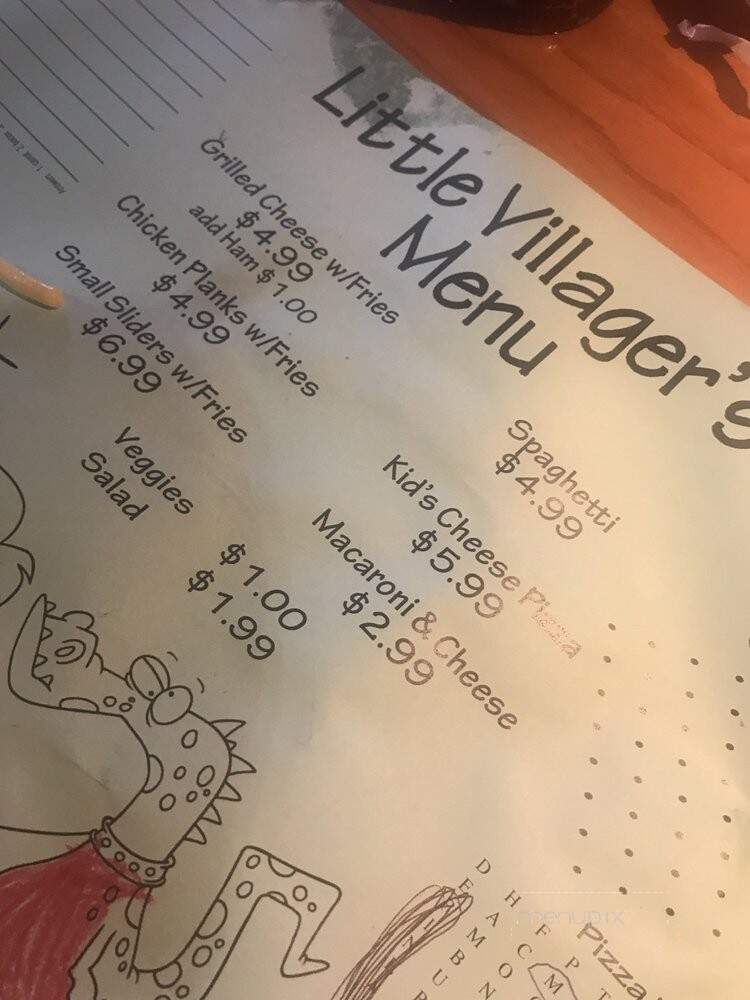 Little Villager's
Menu
Grilled Cheese w/Fries
$4.99
add Ham $1.00
Chicken Planks w/Fries
$4.99
Small Sliders w/Fries
$6.99
Veggies $1.00
Salad $1.99
Spaghetti
$4.99
Kid's Cheese Pizza
$5.99
Macaroni & Cheese
$2.99
Pizza
menupix